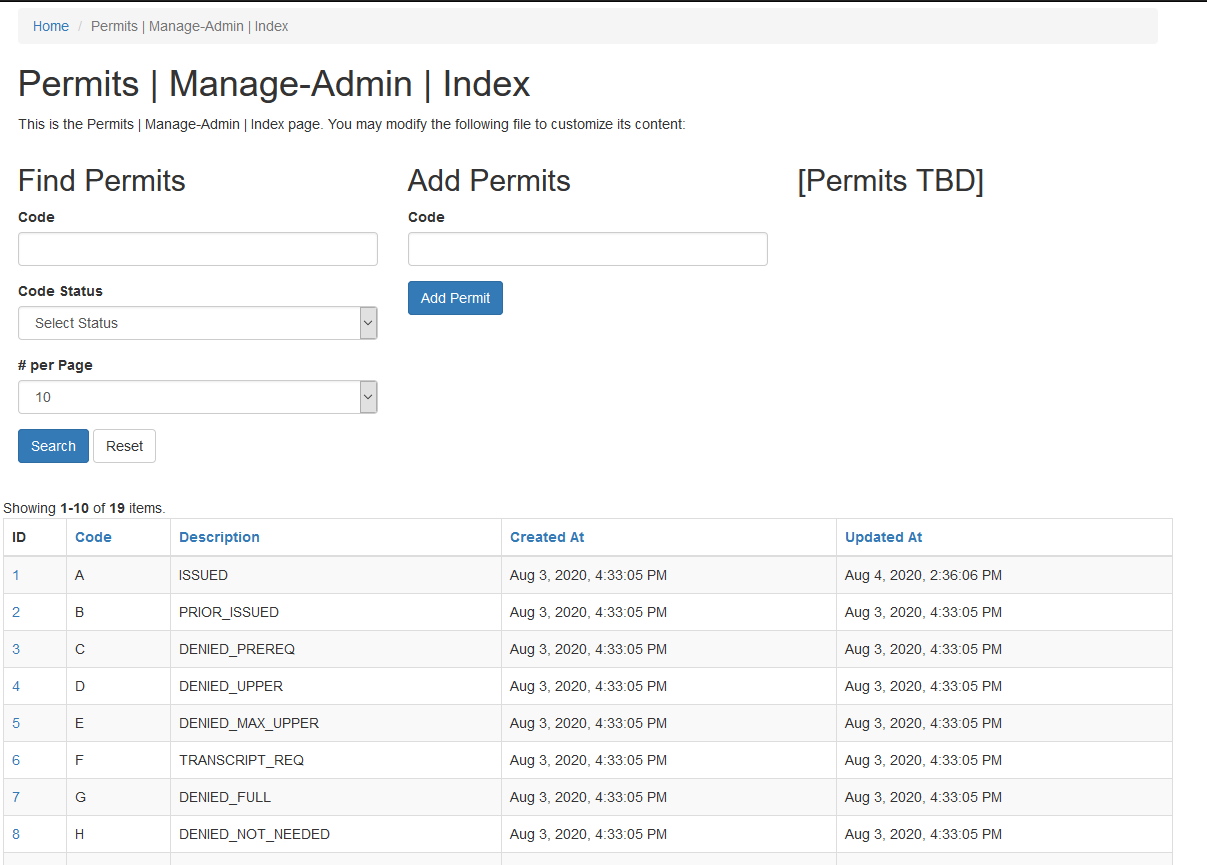 Home / Permits | Manage-Admin | Index
Permits | Manage-Admin | Index
This is the Permits | Manage-Admin | Index page. You may modify the following file to customize its content:
Find Permits
Code
Code Status
Select Status
# per Page
10
Search Reset
Add Permits
Code
Add Permit
[Permits TBD]
Showing 1-10 of 19 items.
ID Code Description Created At Updated At
1 A ISSUED Aug 3, 2020, 4:33:05 PM Aug 4, 2020, 2:36:06 PM
2 B PRIOR_ISSUED Aug 3, 2020, 4:33:05 PM Aug 3, 2020, 4:33:05 PM
3 C DENIED_PREREQ Aug 3, 2020, 4:33:05 PM Aug 3, 2020, 4:33:05 PM
4 D DENIED_UPPER Aug 3, 2020, 4:33:05 PM Aug 3, 2020, 4:33:05 PM
5 E DENIED_MAX_UPPER Aug 3, 2020, 4:33:05 PM Aug 3, 2020, 4:33:05 PM
6 F TRANSCRIPT_REQ Aug 3, 2020, 4:33:05 PM Aug 3, 2020, 4:33:05 PM
7 G DENIED_FULL Aug 3, 2020, 4:33:05 PM Aug 3, 2020, 4:33:05 PM
8 H DENIED_NOT_NEEDED Aug 3, 2020, 4:33:05 PM Aug 3, 2020, 4:33:05 PM